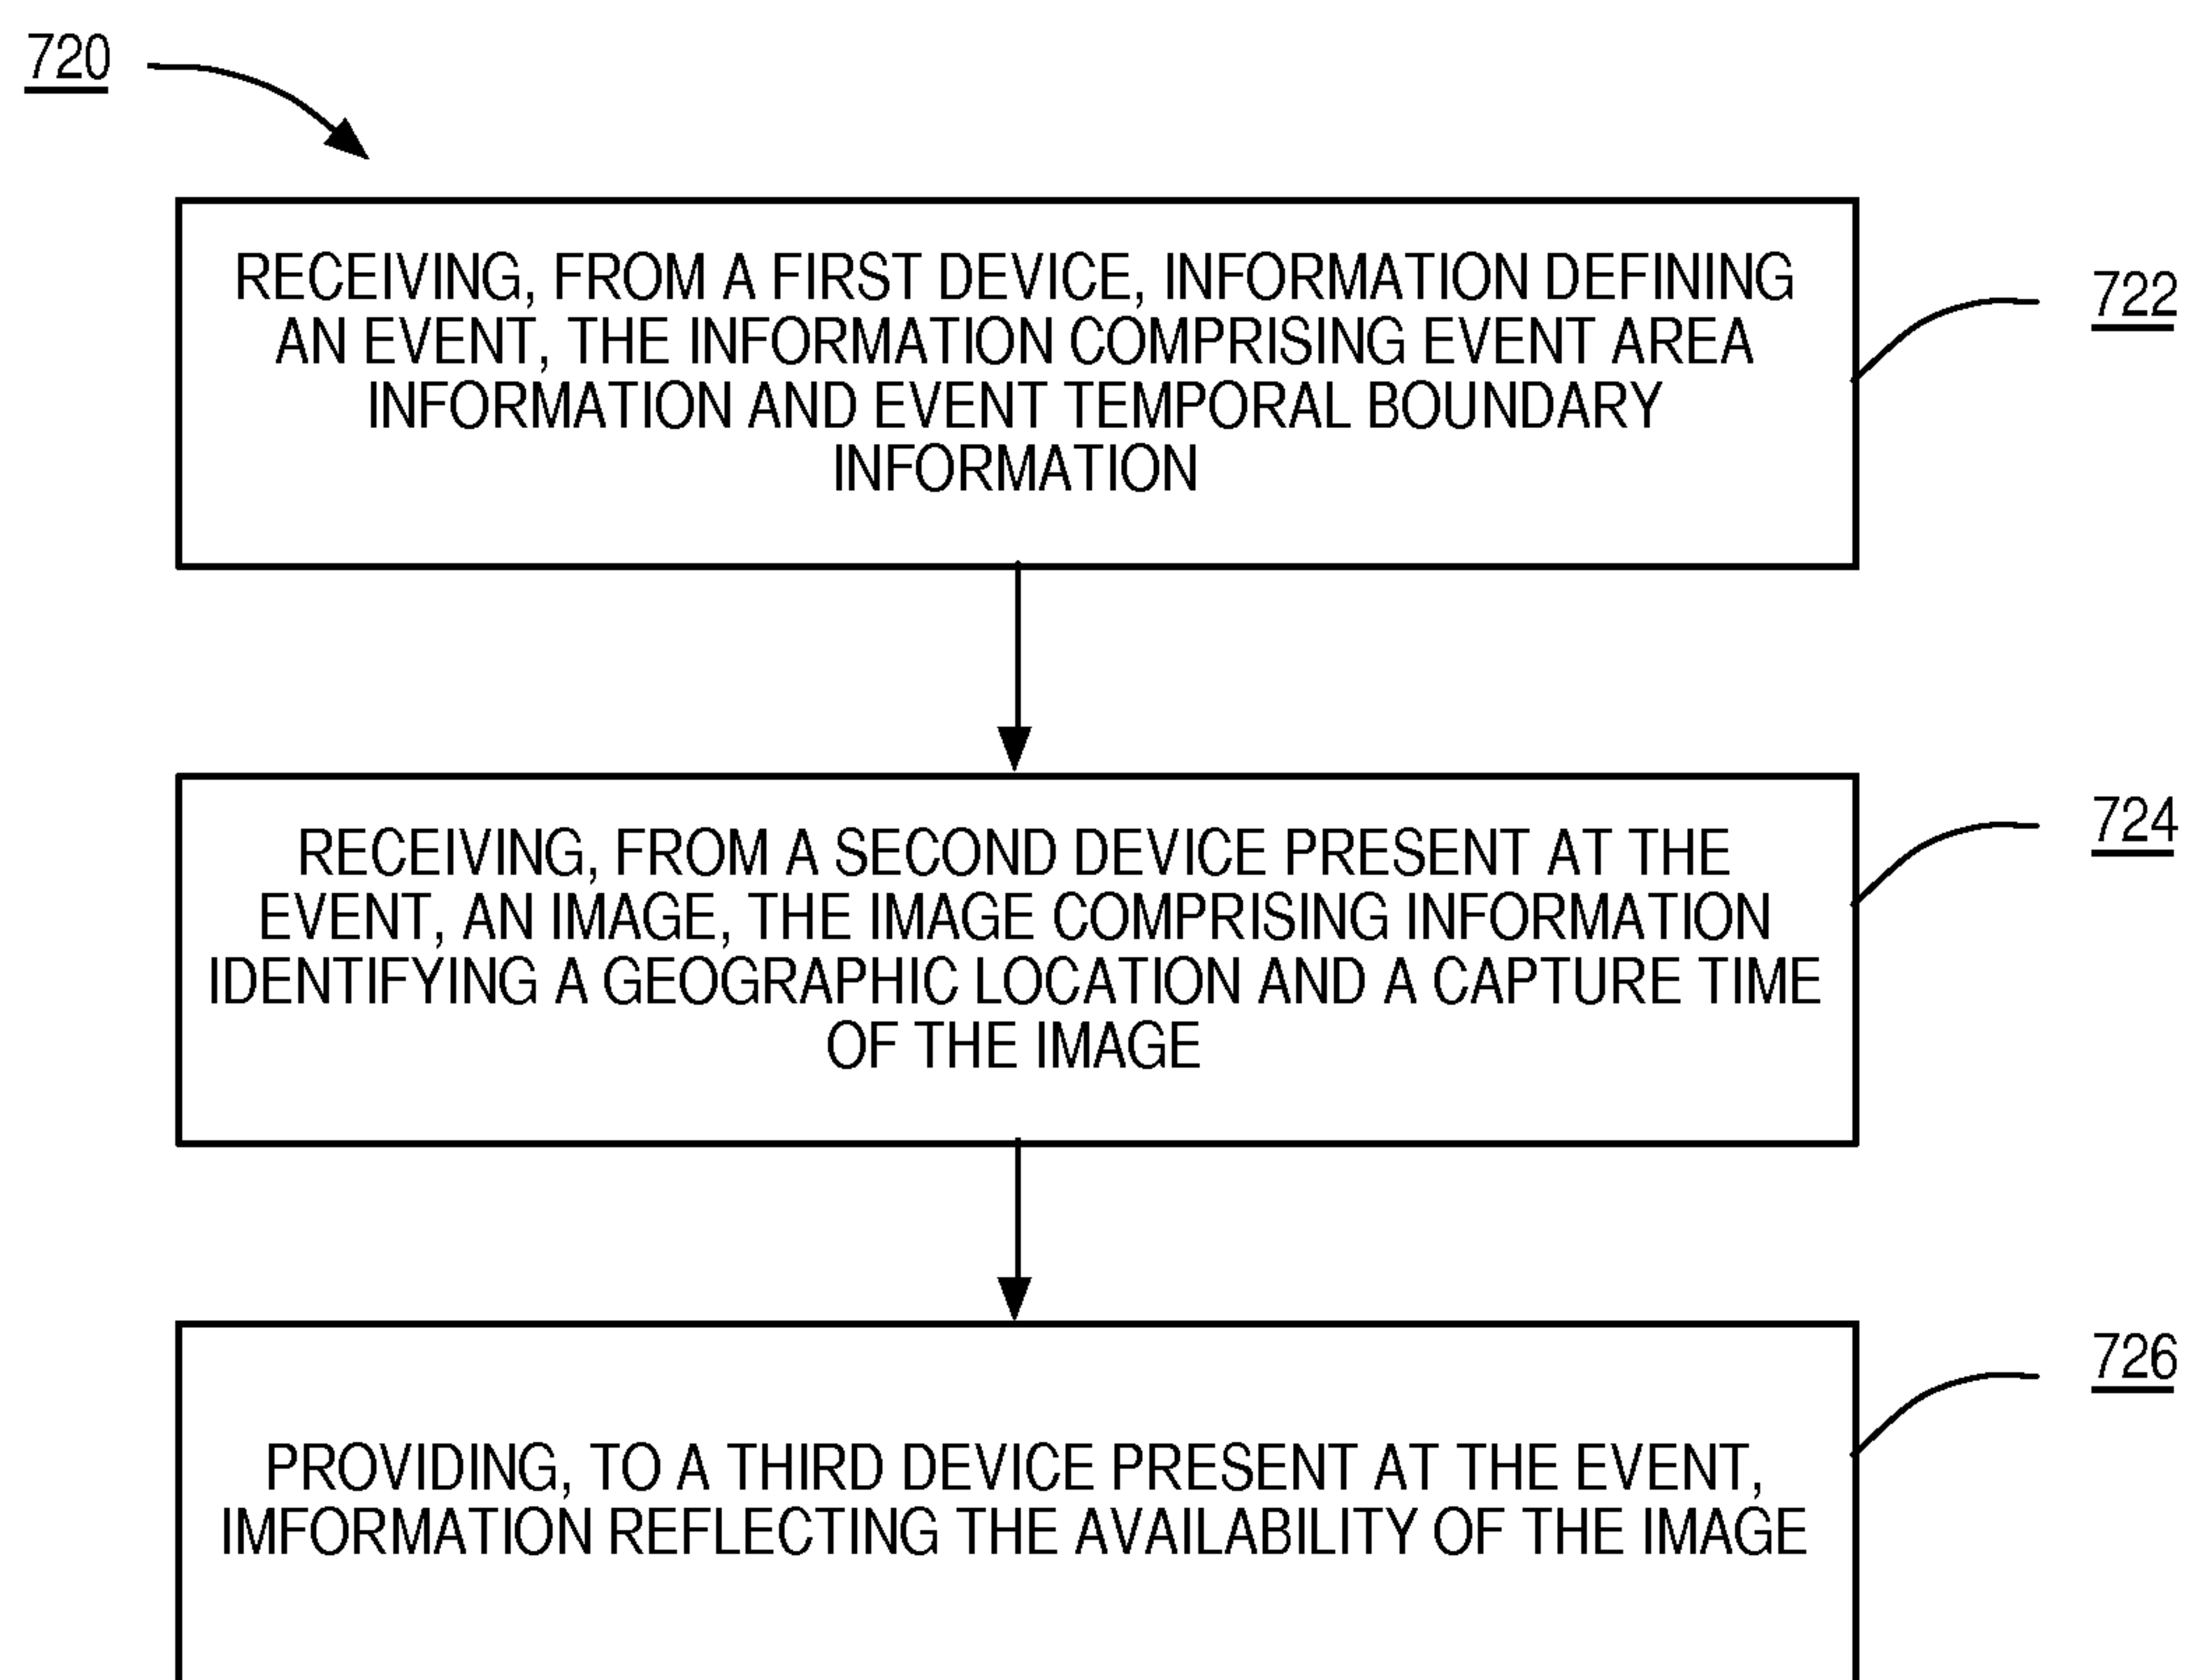 720
RECEIVING, FROM A FIRST DEVICE, INFORMATION DEFINING
AN EVENT, THE INFORMATION COMPRISING EVENT AREA
INFORMATION AND EVENT TEMPORAL BOUNDARY
INFORMATION
722
RECEIVING, FROM A SECOND DEVICE PRESENT AT THE
EVENT, AN IMAGE, THE IMAGE COMPRISING INFORMATION
IDENTIFYING A GEOGRAPHIC LOCATION AND A CAPTURE TIME
OF THE IMAGE
724
PROVIDING, TO A THIRD DEVICE PRESENT AT THE EVENT,
IMFORMATION REFLECTING THE AVAILABILITY OF THE IMAGE
726